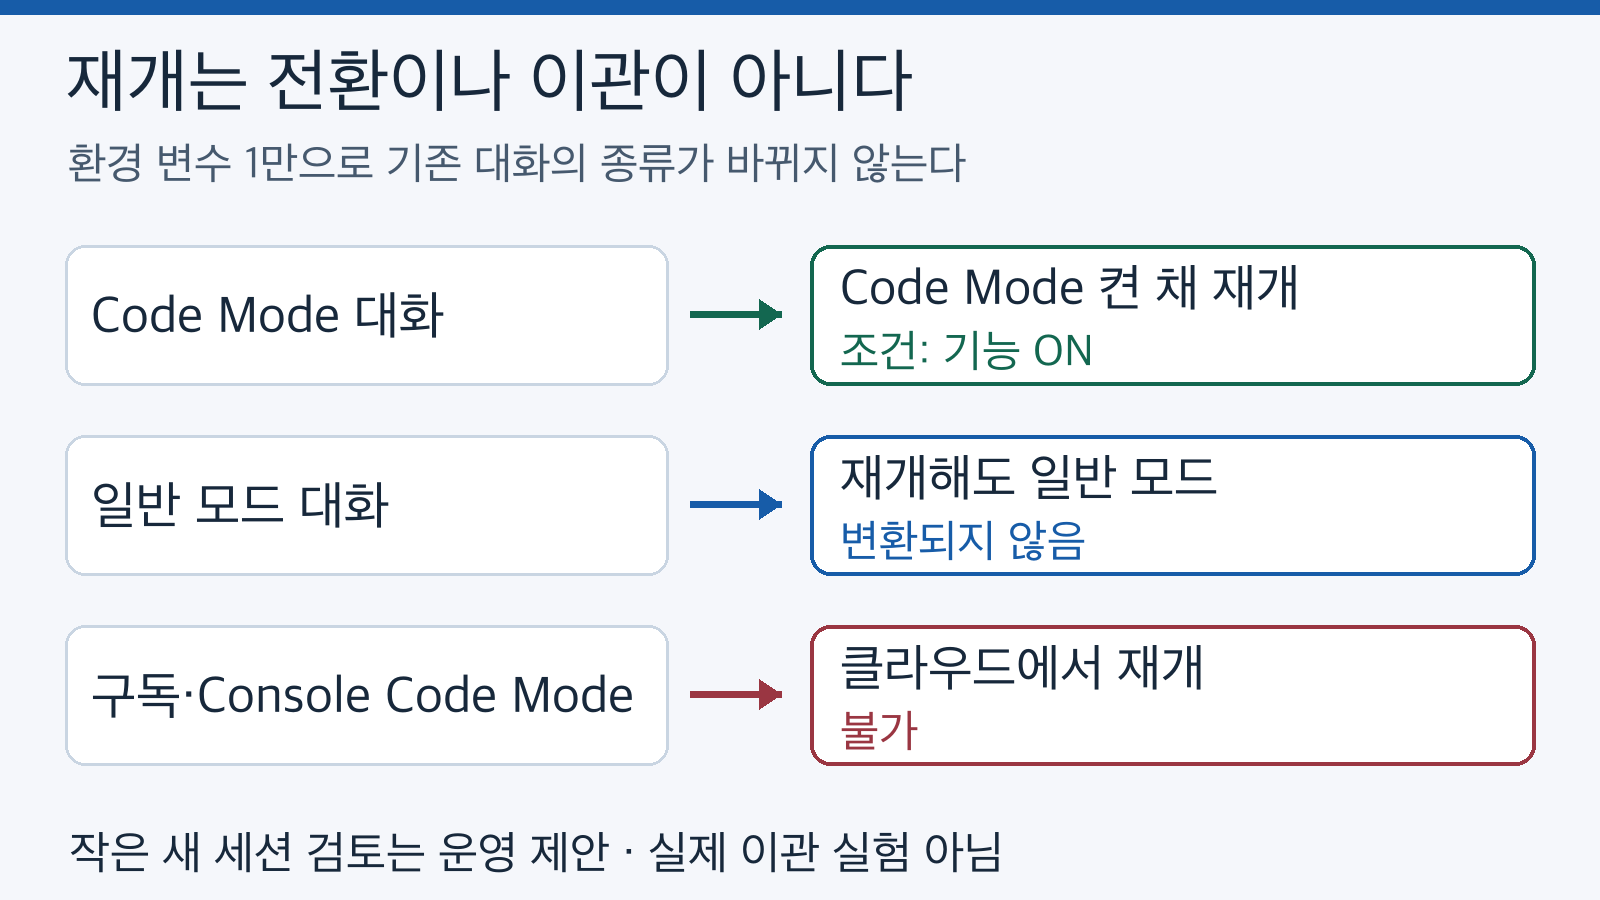 재개는 전환이나 이관이 아니다
환경 변수 1만으로 기존 대화의 종류가 바뀌지 않는다
Code Mode 대화
Code Mode 켠 채 재개
조건: 기능 ON
일반 모드 대화
재개해도 일반 모드
변환되지 않음
구독·Console Code Mode
클라우드에서 재개
불가
작은 새 세션 검토는 운영 제안 · 실제 이관 실험 아님